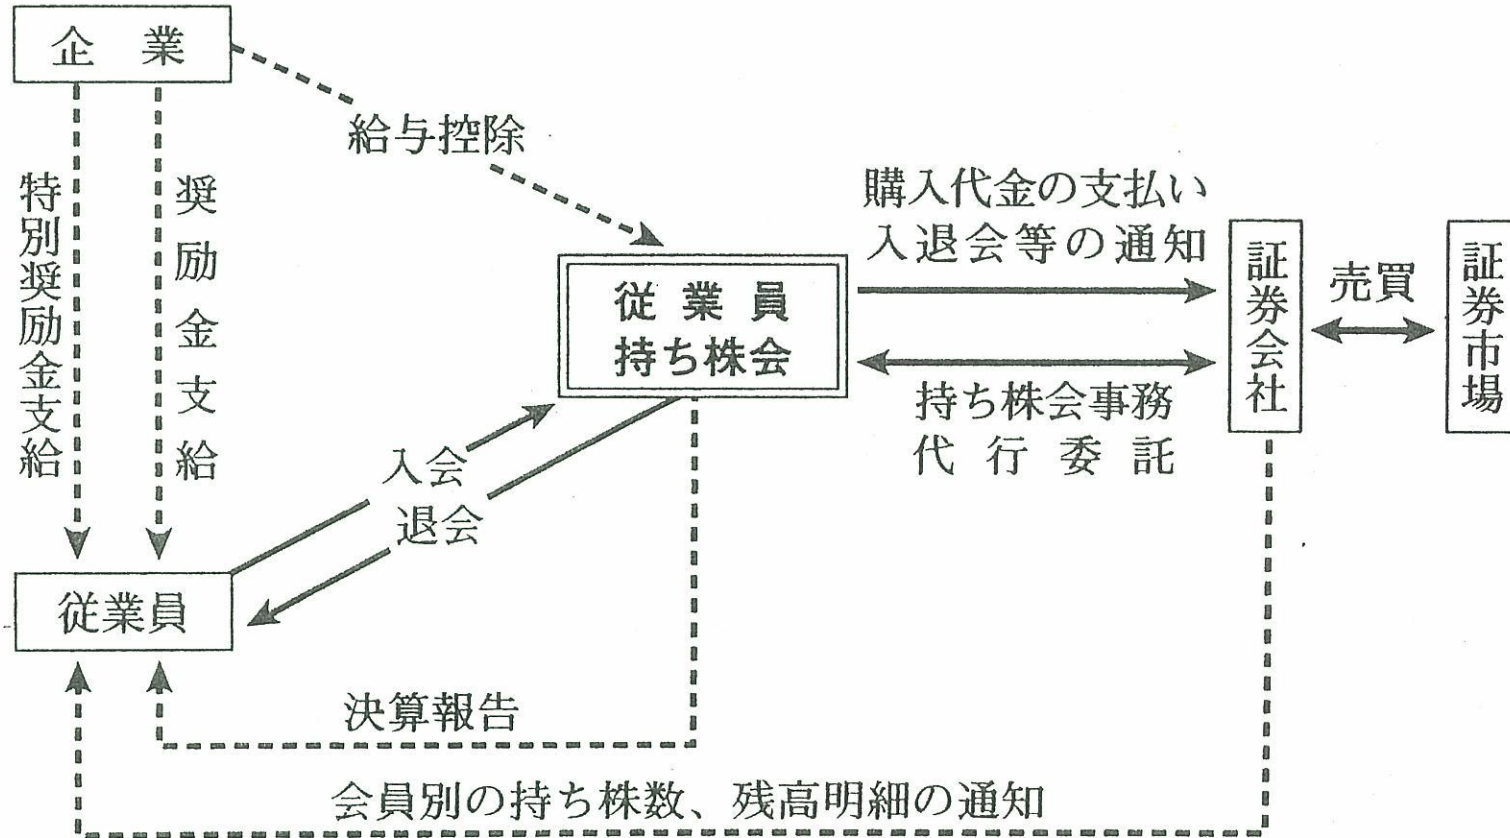 企業
給与控除
特別奨励金支給
奨励金支給
購入代金の支払い
入退会等の通知
従業員
持ち株会
証券会社
売買
証券市場
持ち株会事務
代行委託
入会
退会
従業員
決算報告
会員別の持ち株数、残高明細の通知